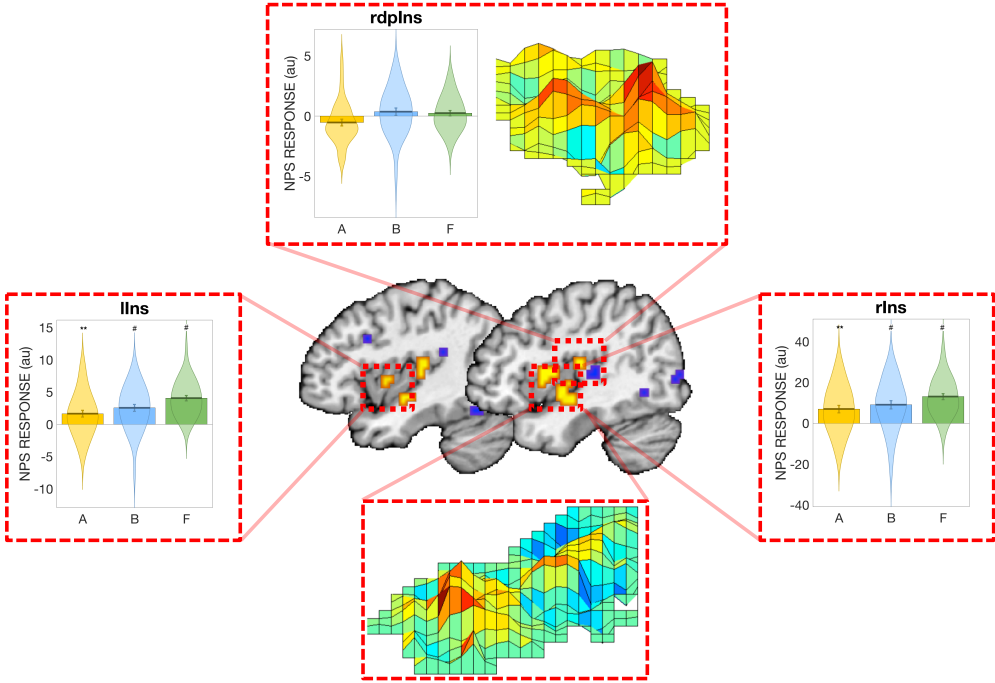 rdpIns
NPS RESPONSE (au)
5
0
-5
A B F
lIns
NPS RESPONSE (au)
15
10
5
0
-5
-10
** # #
A B F
rIns
NPS RESPONSE (au)
40
20
0
-20
-40
** # #
A B F